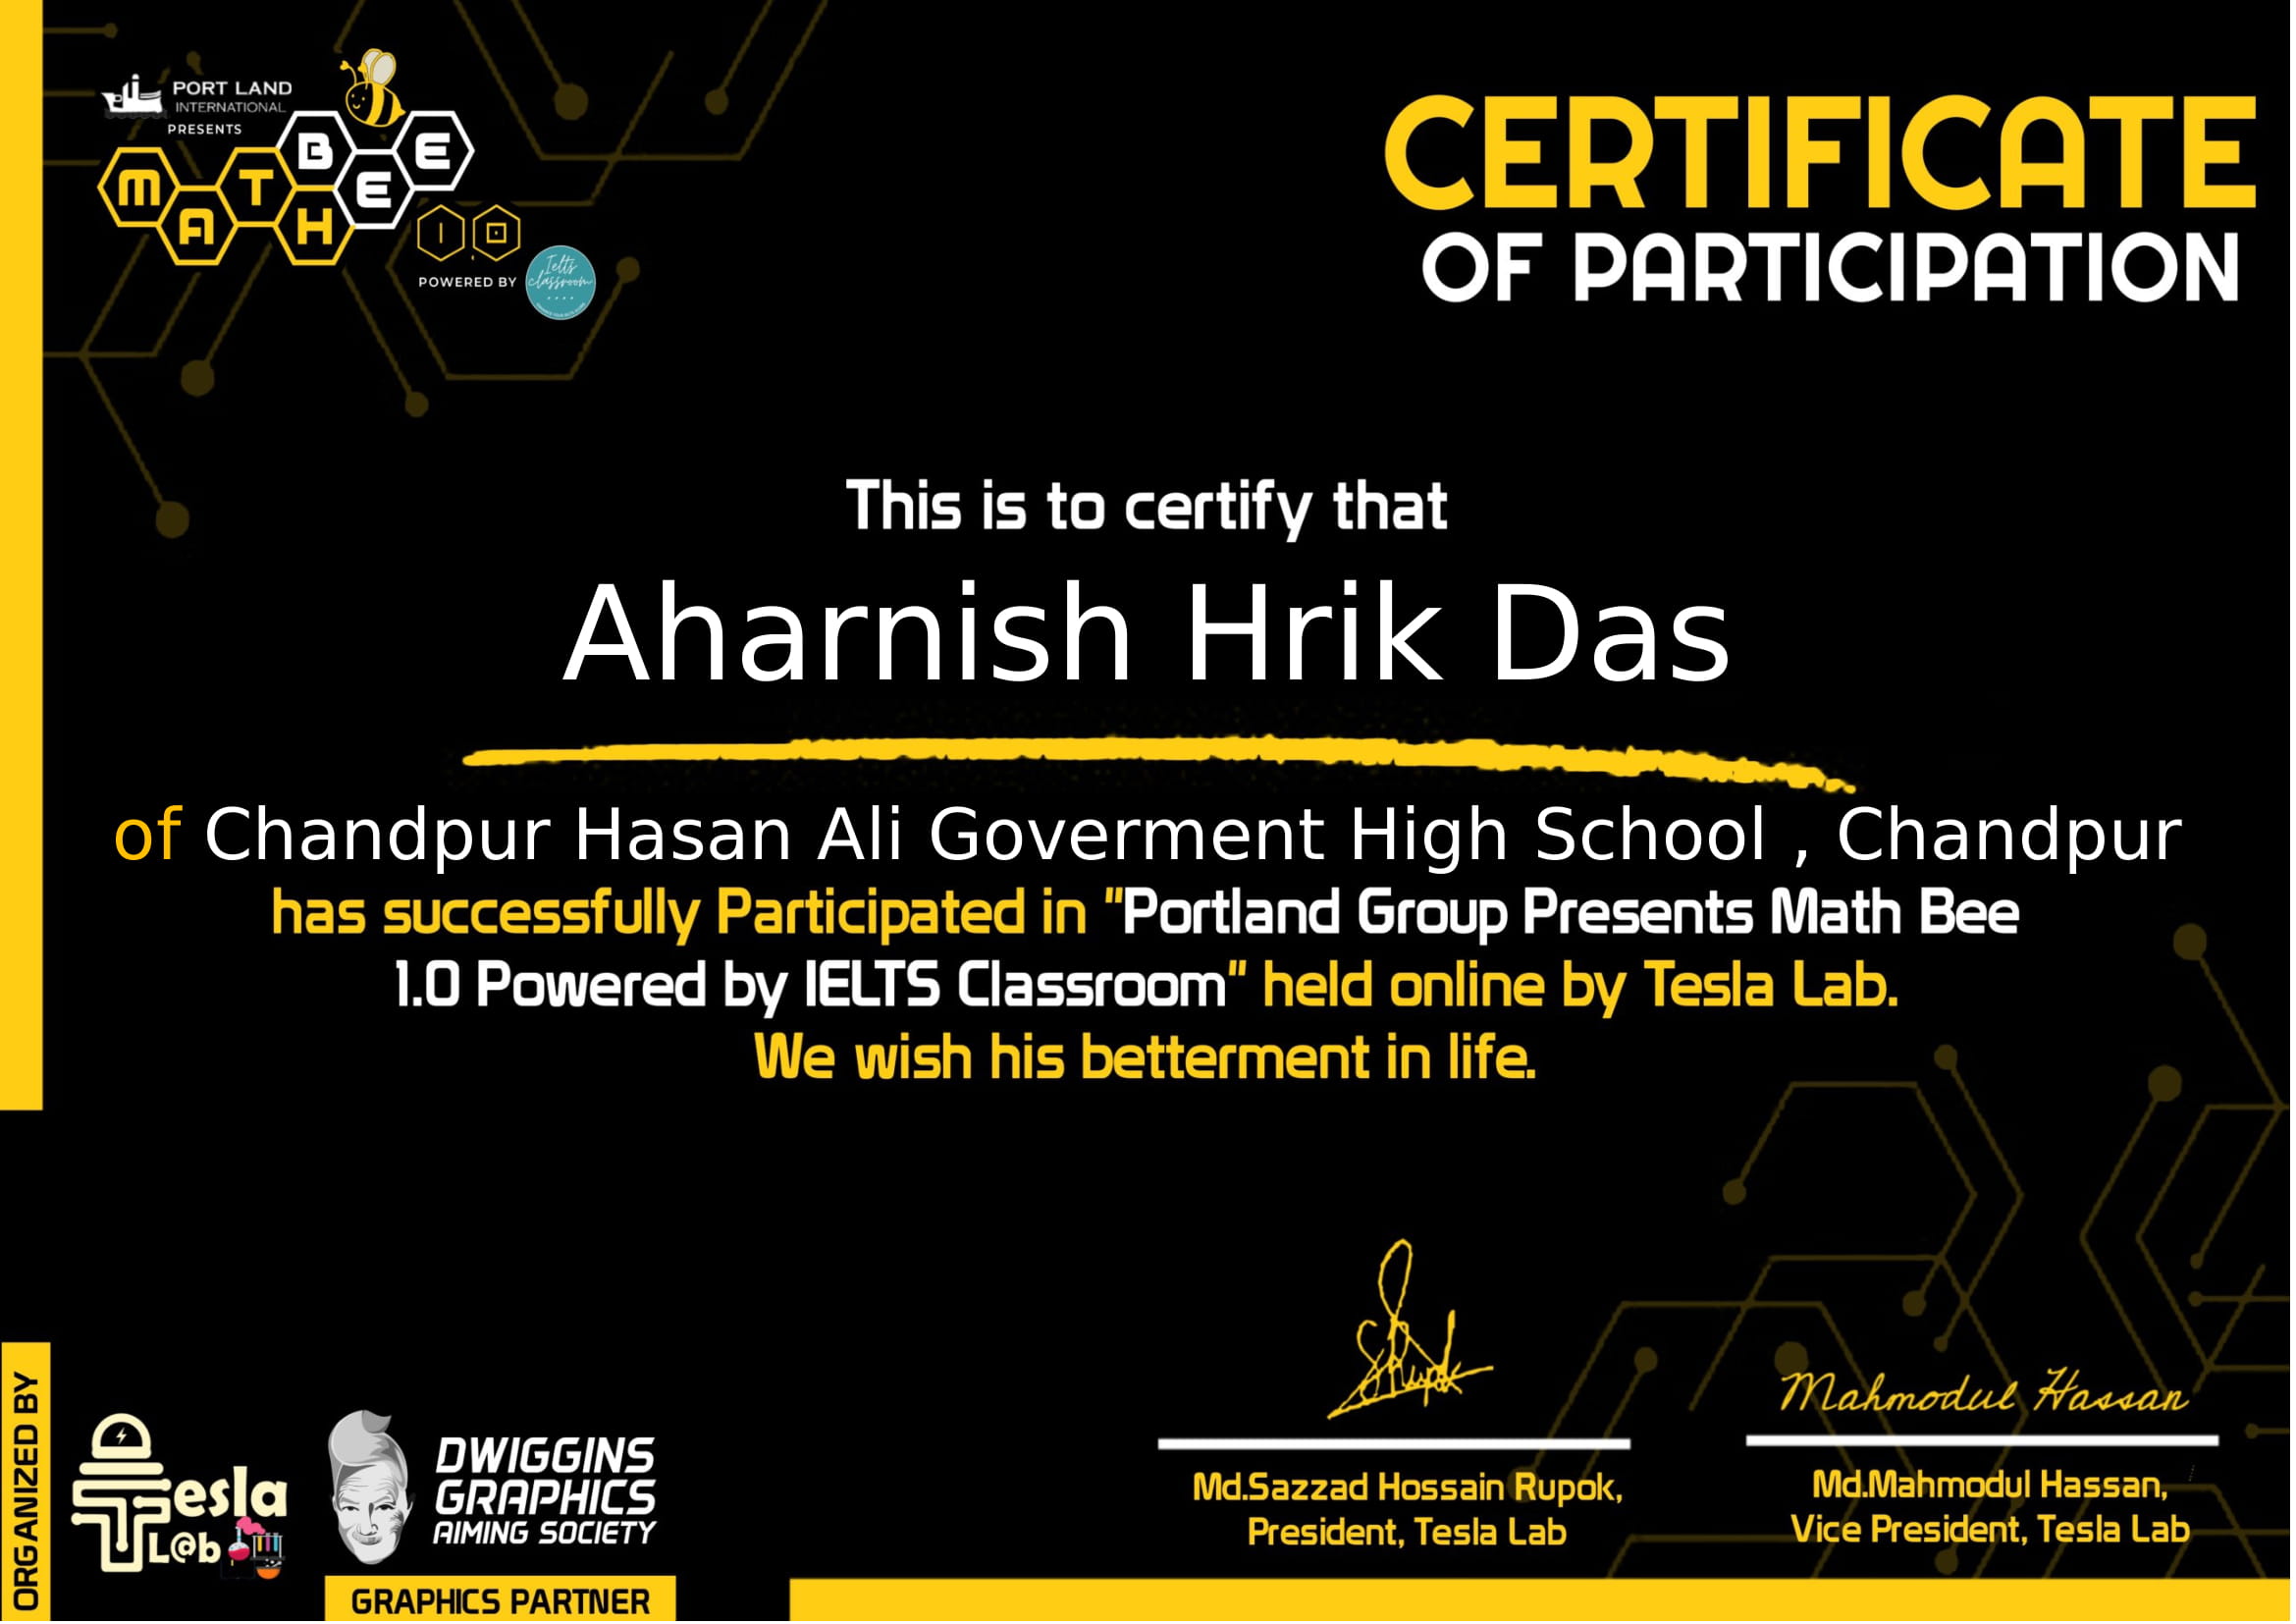 PORT LAND
INTERNATIONAL
PRESENTS
MATH BEE
1.0
POWERED BY
Ielts
classroom
CERTIFICATE
OF PARTICIPATION
This is to certify that
Aharnish Hrik Das
of Chandpur Hasan Ali Goverment High School , Chandpur
has successfully Participated in "Portland Group Presents Math Bee
1.0 Powered by IELTS Classroom" held online by Tesla Lab.
We wish his betterment in life.
ORGANIZED BY
Tesla
L@b
DWIGGINS
GRAPHICS
AIMING SOCIETY
GRAPHICS PARTNER
SRupok
Md.Sazzad Hossain Rupok,
President, Tesla Lab
Mahmodul Hassan
Md.Mahmodul Hassan,
Vice President, Tesla Lab